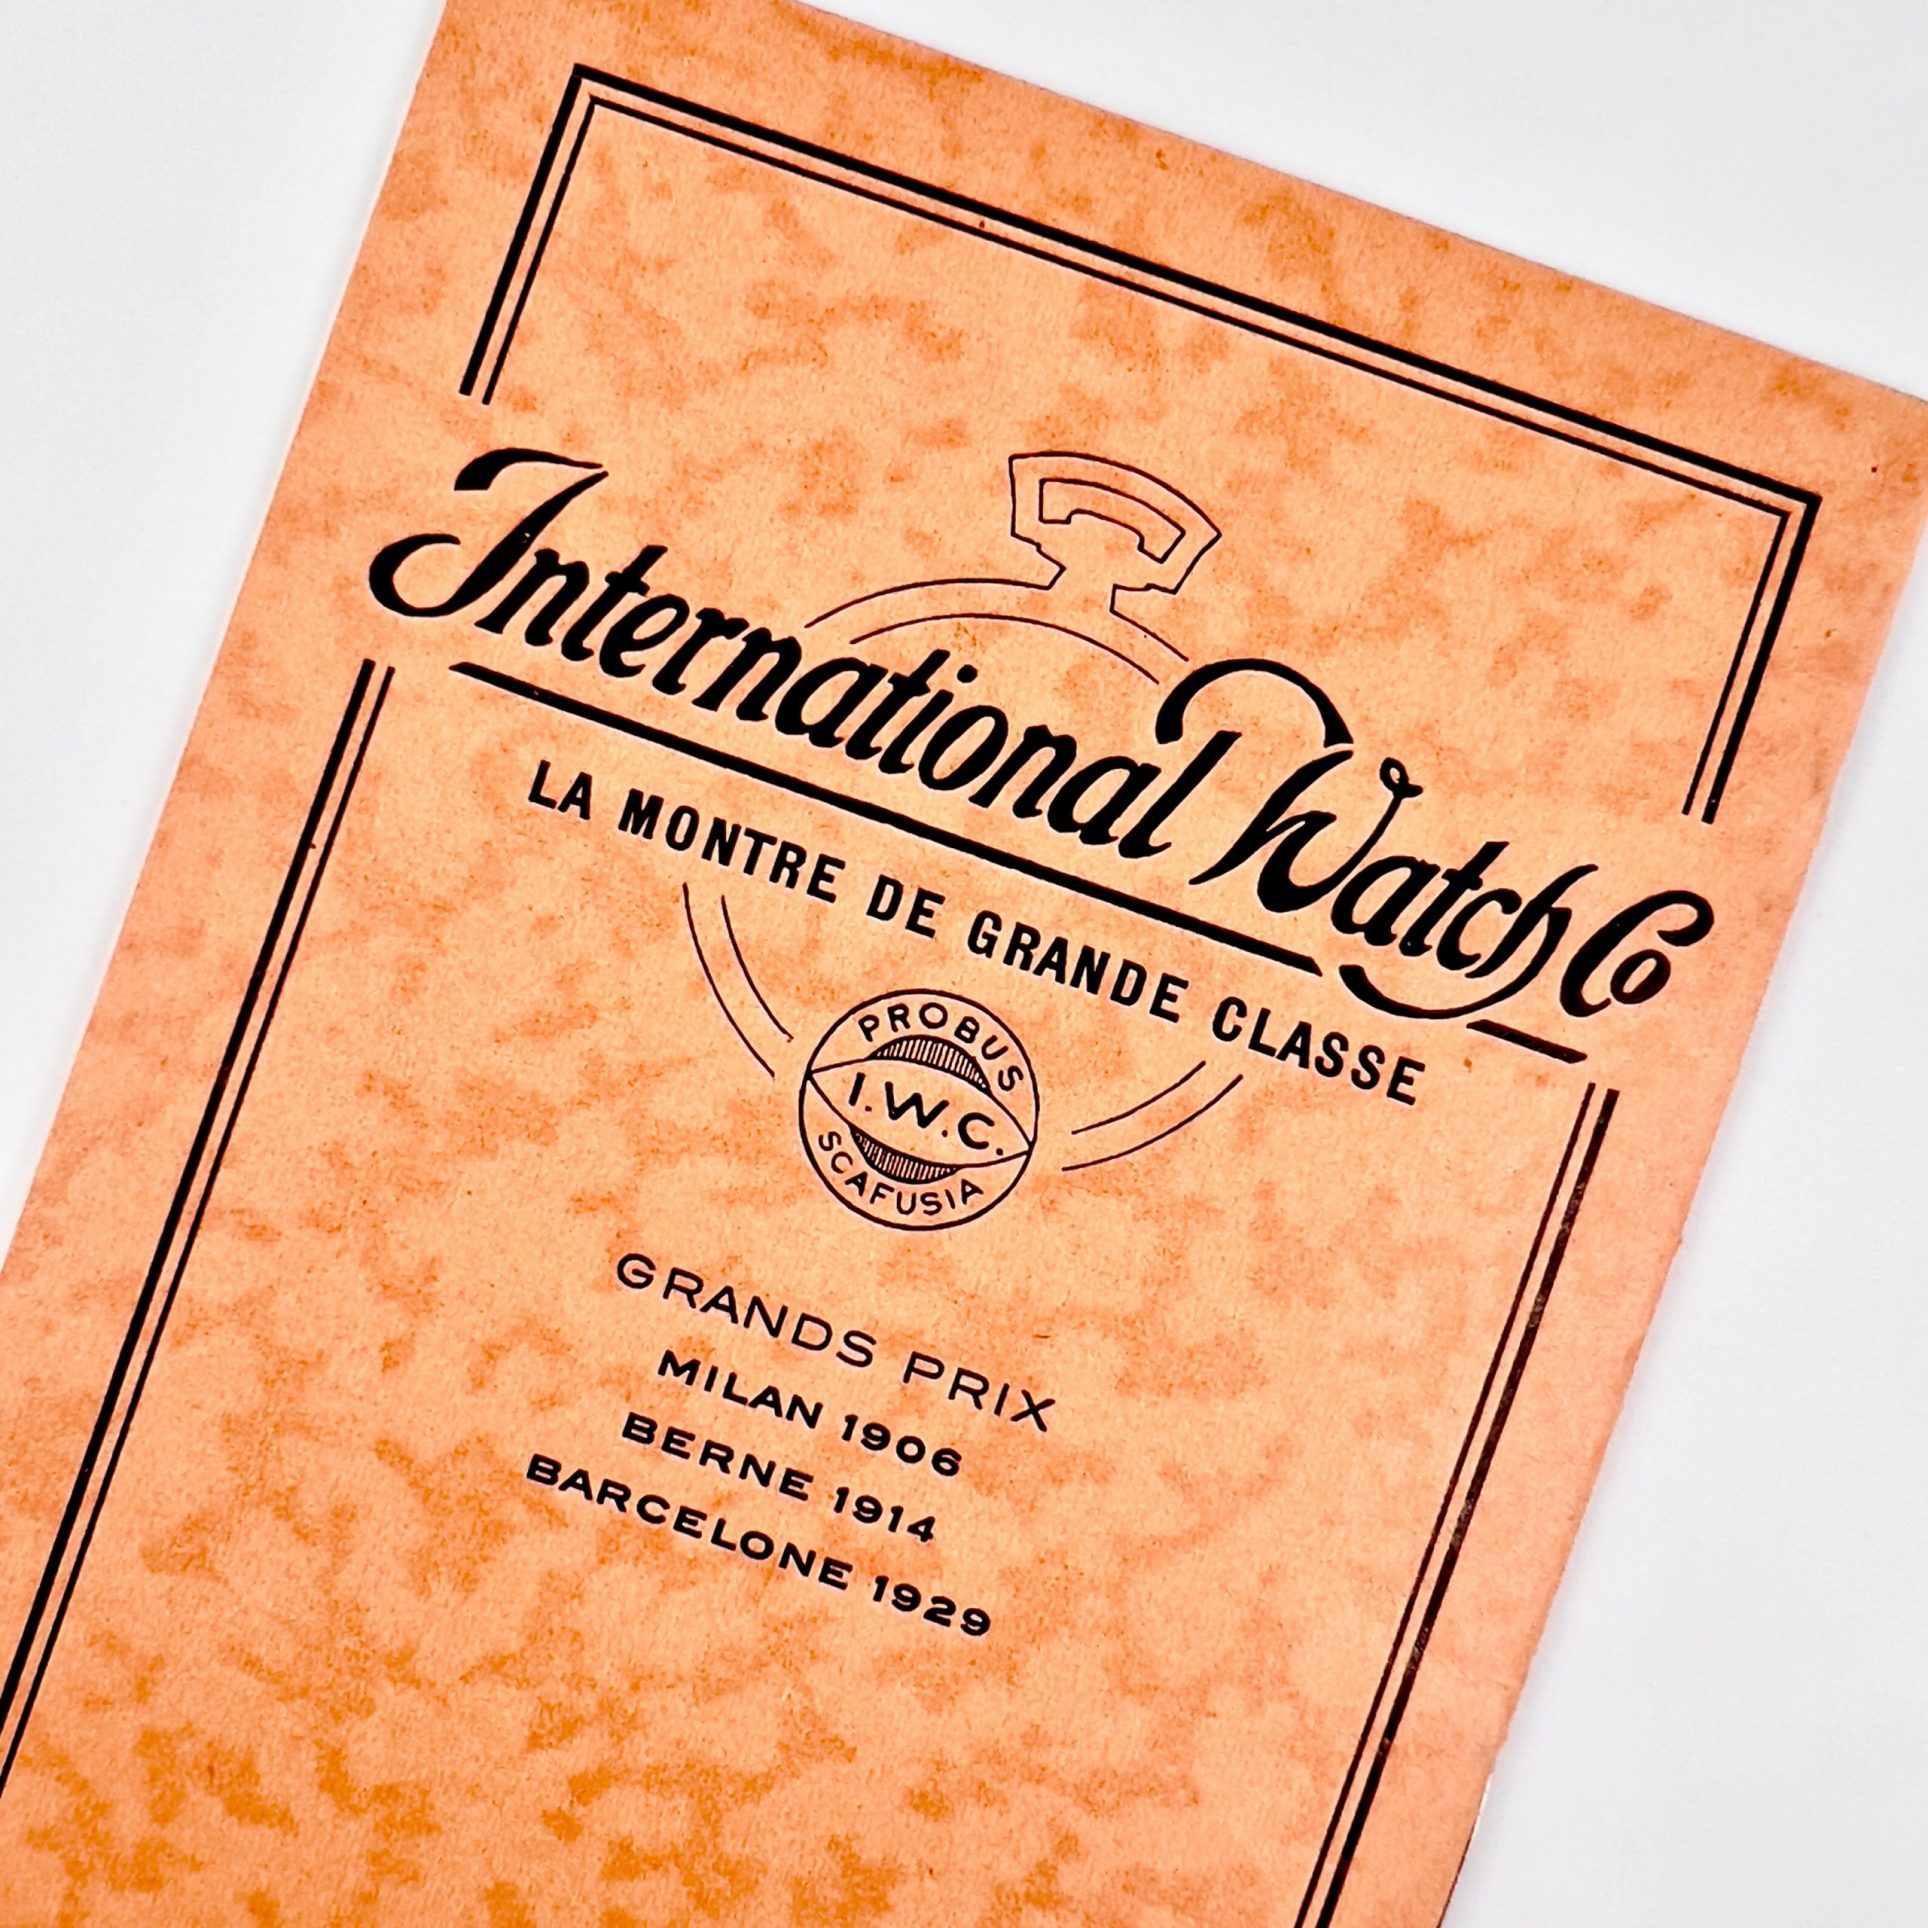 International Watch Co
LA MONTRE DE GRANDE CLASSE
PROBUS
I.W.C.
SCAFUSIA
GRANDS PRIX
MILAN 1906
BERNE 1914
BARCELONE 1929